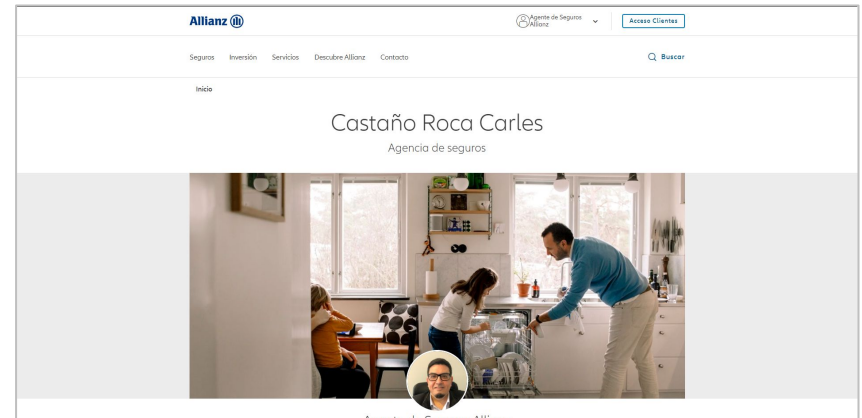 Allianz
Agente de Seguros
Allianz
Acceso Clientes
Seguros Inversión Servicios Descubre Allianz Contacto
Buscar
Inicio
Castaño Roca Carles
Agencia de seguros